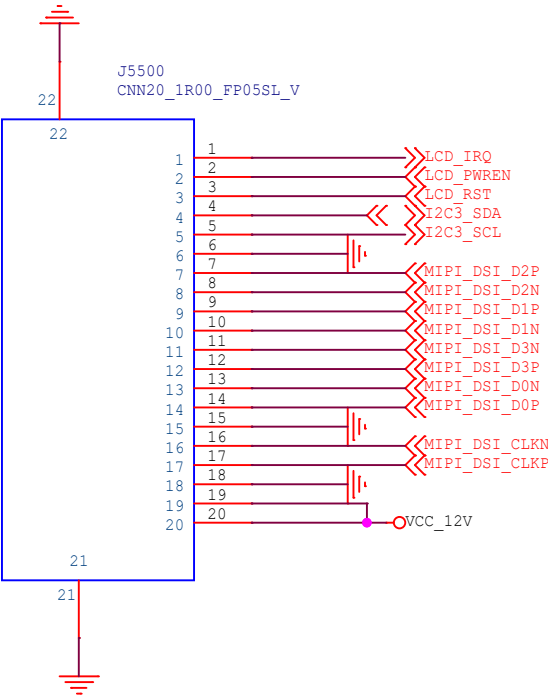 J5500
CNN20_1R00_FP05SL_V
22
22
1 1 LCD_IRQ
2 2 LCD_PWREN
3 3 LCD_RST
4 4 I2C3_SDA
5 5 I2C3_SCL
6 6
7 7 MIPI_DSI_D2P
8 8 MIPI_DSI_D2N
9 9 MIPI_DSI_D1P
10 10 MIPI_DSI_D1N
11 11 MIPI_DSI_D3N
12 12 MIPI_DSI_D3P
13 13 MIPI_DSI_D0N
14 14 MIPI_DSI_D0P
15 15
16 16 MIPI_DSI_CLKN
17 17 MIPI_DSI_CLKP
18 18
19 19
20 20 VCC_12V
21
21